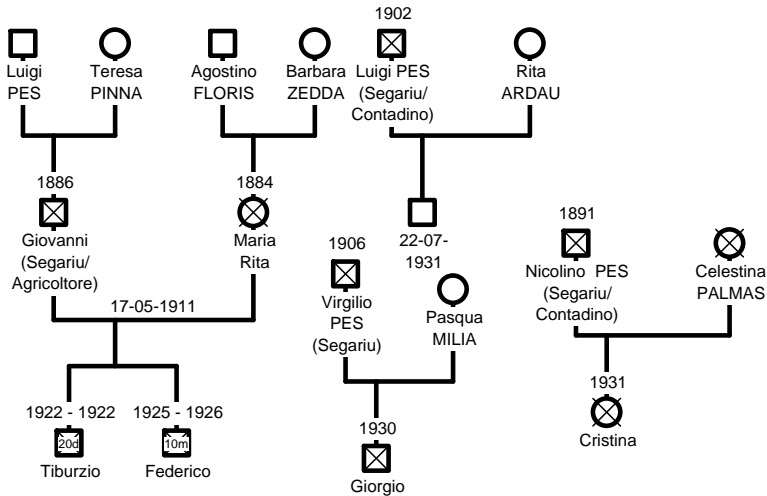 1902
Luigi
PES
Teresa
PINNA
Agostino
FLORIS
Barbara
ZEDDA
Luigi PES
(Segariu/
Contadino)
Rita
ARDAU
1886
Giovanni
(Segariu/
Agricoltore)
1884
Maria
Rita
22-07-
1931
1906
Virgilio
PES
(Segariu)
Pasqua
MILIA
1891
Nicolino PES
(Segariu/
Contadino)
Celestina
PALMAS
17-05-1911
1922 - 1922
20d
Tiburzio
1925 - 1926
10m
Federico
1930
Giorgio
1931
Cristina